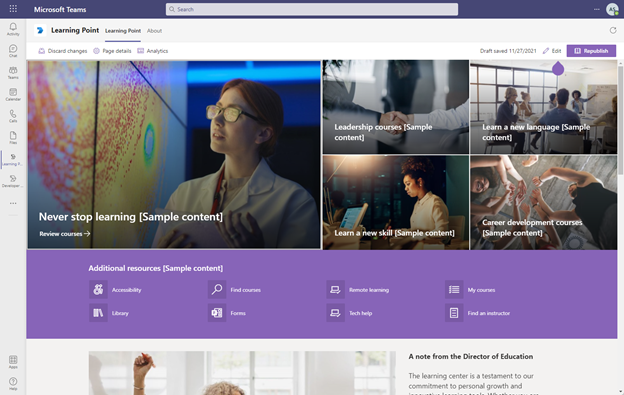 Microsoft Teams
Search
AS
Activity
Chat
Teams
Calendar
Calls
Files
Learning P...
Developer ...
Apps
Help
Learning Point
Learning Point
About
Discard changes
Page details
Analytics
Draft saved 11/27/2021
Edit
Republish
Never stop learning [Sample content]
Review courses
Leadership courses [Sample
content]
Learn a new language [Sample
content]
Learn a new skill [Sample content]
Career development courses
[Sample content]
Additional resources [Sample content]
Accessibility
Find courses
Remote learning
My courses
Library
Forms
Tech help
Find an instructor
A note from the Director of Education
The learning center is a testament to our
commitment to personal growth and